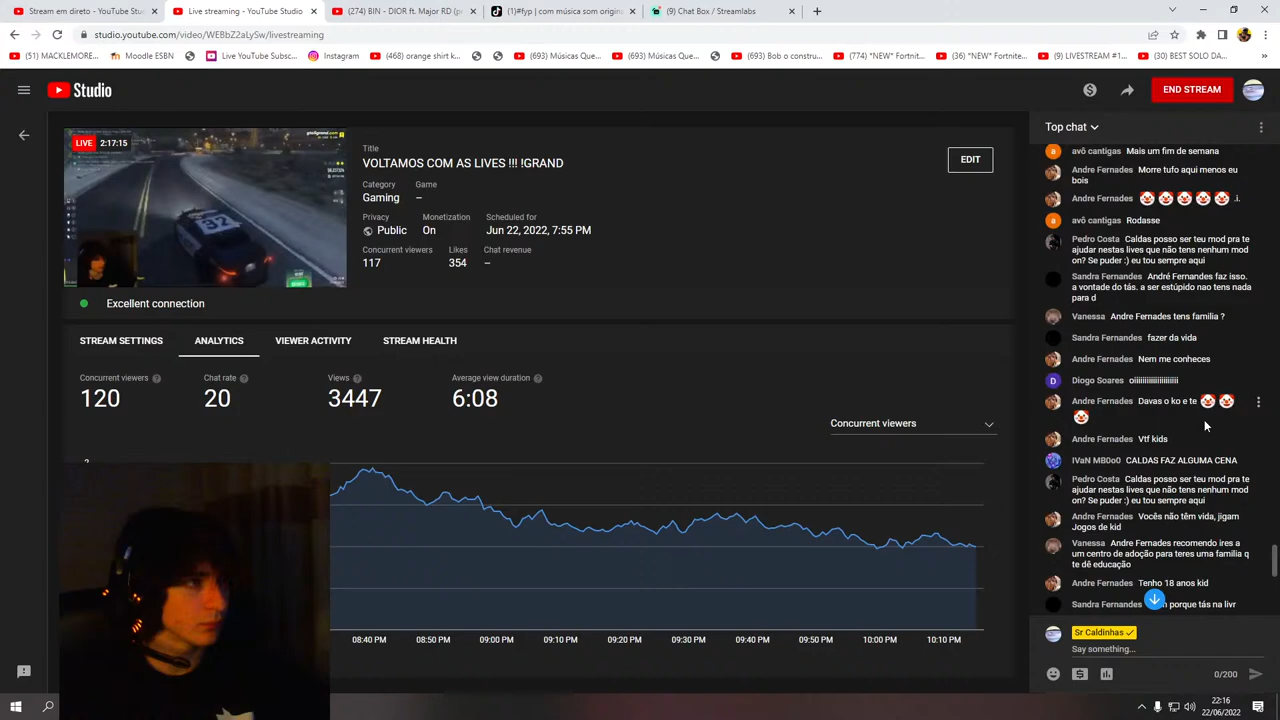 Stream em direto - YouTube Studio
Live streaming - YouTube Studio
(274) BIN - DIOR ft. Major RD (p
(1)#fyp | com música som origin
(9) Chat Box / Streamlabs
studio.youtube.com/video/WEBbZ2aLySw/livestreaming
(51) MACKLEMORE...
Moodle ESBN
Live YouTube Subsc...
Instagram
(468) orange shirt k...
(693) Músicas Que...
(693) Músicas Que...
(693) Bob o constru...
(774) *NEW* Fortnit...
(36) *NEW* Fortnite...
(9) LIVESTREAM #1...
(30) BEST SOLO DA...
Studio
END STREAM
LIVE 2:17:15
Title
VOLTAMOS COM AS LIVES !!! !GRAND
EDIT
Category Game
Gaming –
Privacy Monetization Scheduled for
Public On Jun 22, 2022, 7:55 PM
Concurrent viewers Likes Chat revenue
117 354 –
Excellent connection
STREAM SETTINGS ANALYTICS VIEWER ACTIVITY STREAM HEALTH
Concurrent viewers Chat rate Views Average view duration
120 20 3447 6:08
Concurrent viewers
08:40 PM 08:50 PM 09:00 PM 09:10 PM 09:20 PM 09:30 PM 09:40 PM 09:50 PM 10:00 PM 10:10 PM
Top chat
avô cantigas Mais um fim de semana
Andre Fernades Morre tufo aqui menos eu
bois
Andre Fernades 🤡 🤡 🤡 🤡 🤡 .i.
avô cantigas Rodasse
Pedro Costa Caldas posso ser teu mod pra te
ajudar nestas lives que não tens nenhum mod
on? Se puder :) eu tou sempre aqui
Sandra Fernandes André Fernandes faz isso.
a vontade do tás. a ser estúpido nao tens nada
para d
Vanessa Andre Fernades tens familia ?
Sandra Fernandes fazer da vida
Andre Fernades Nem me conheces
Diogo Soares oiiiiiiiiiiiiiiiiiiiiii
Andre Fernades Davas o ko e te 🤡 🤡
🤡
Andre Fernades Vtf kids
IVaN MB0o0 CALDAS FAZ ALGUMA CENA
Pedro Costa Caldas posso ser teu mod pra te
ajudar nestas lives que não tens nenhum mod
on? Se puder :) eu tou sempre aqui
Andre Fernades Vocês não têm vida, jigam
Jogos de kid
Vanessa Andre Fernades recomendo ires a
um centro de adoção para teres uma familia q
te dê educação
Andre Fernades Tenho 18 anos kid
Sandra Fernandes porque tás na livr
Sr Caldinhas
Say something...
0/200
22:16
22/06/2022